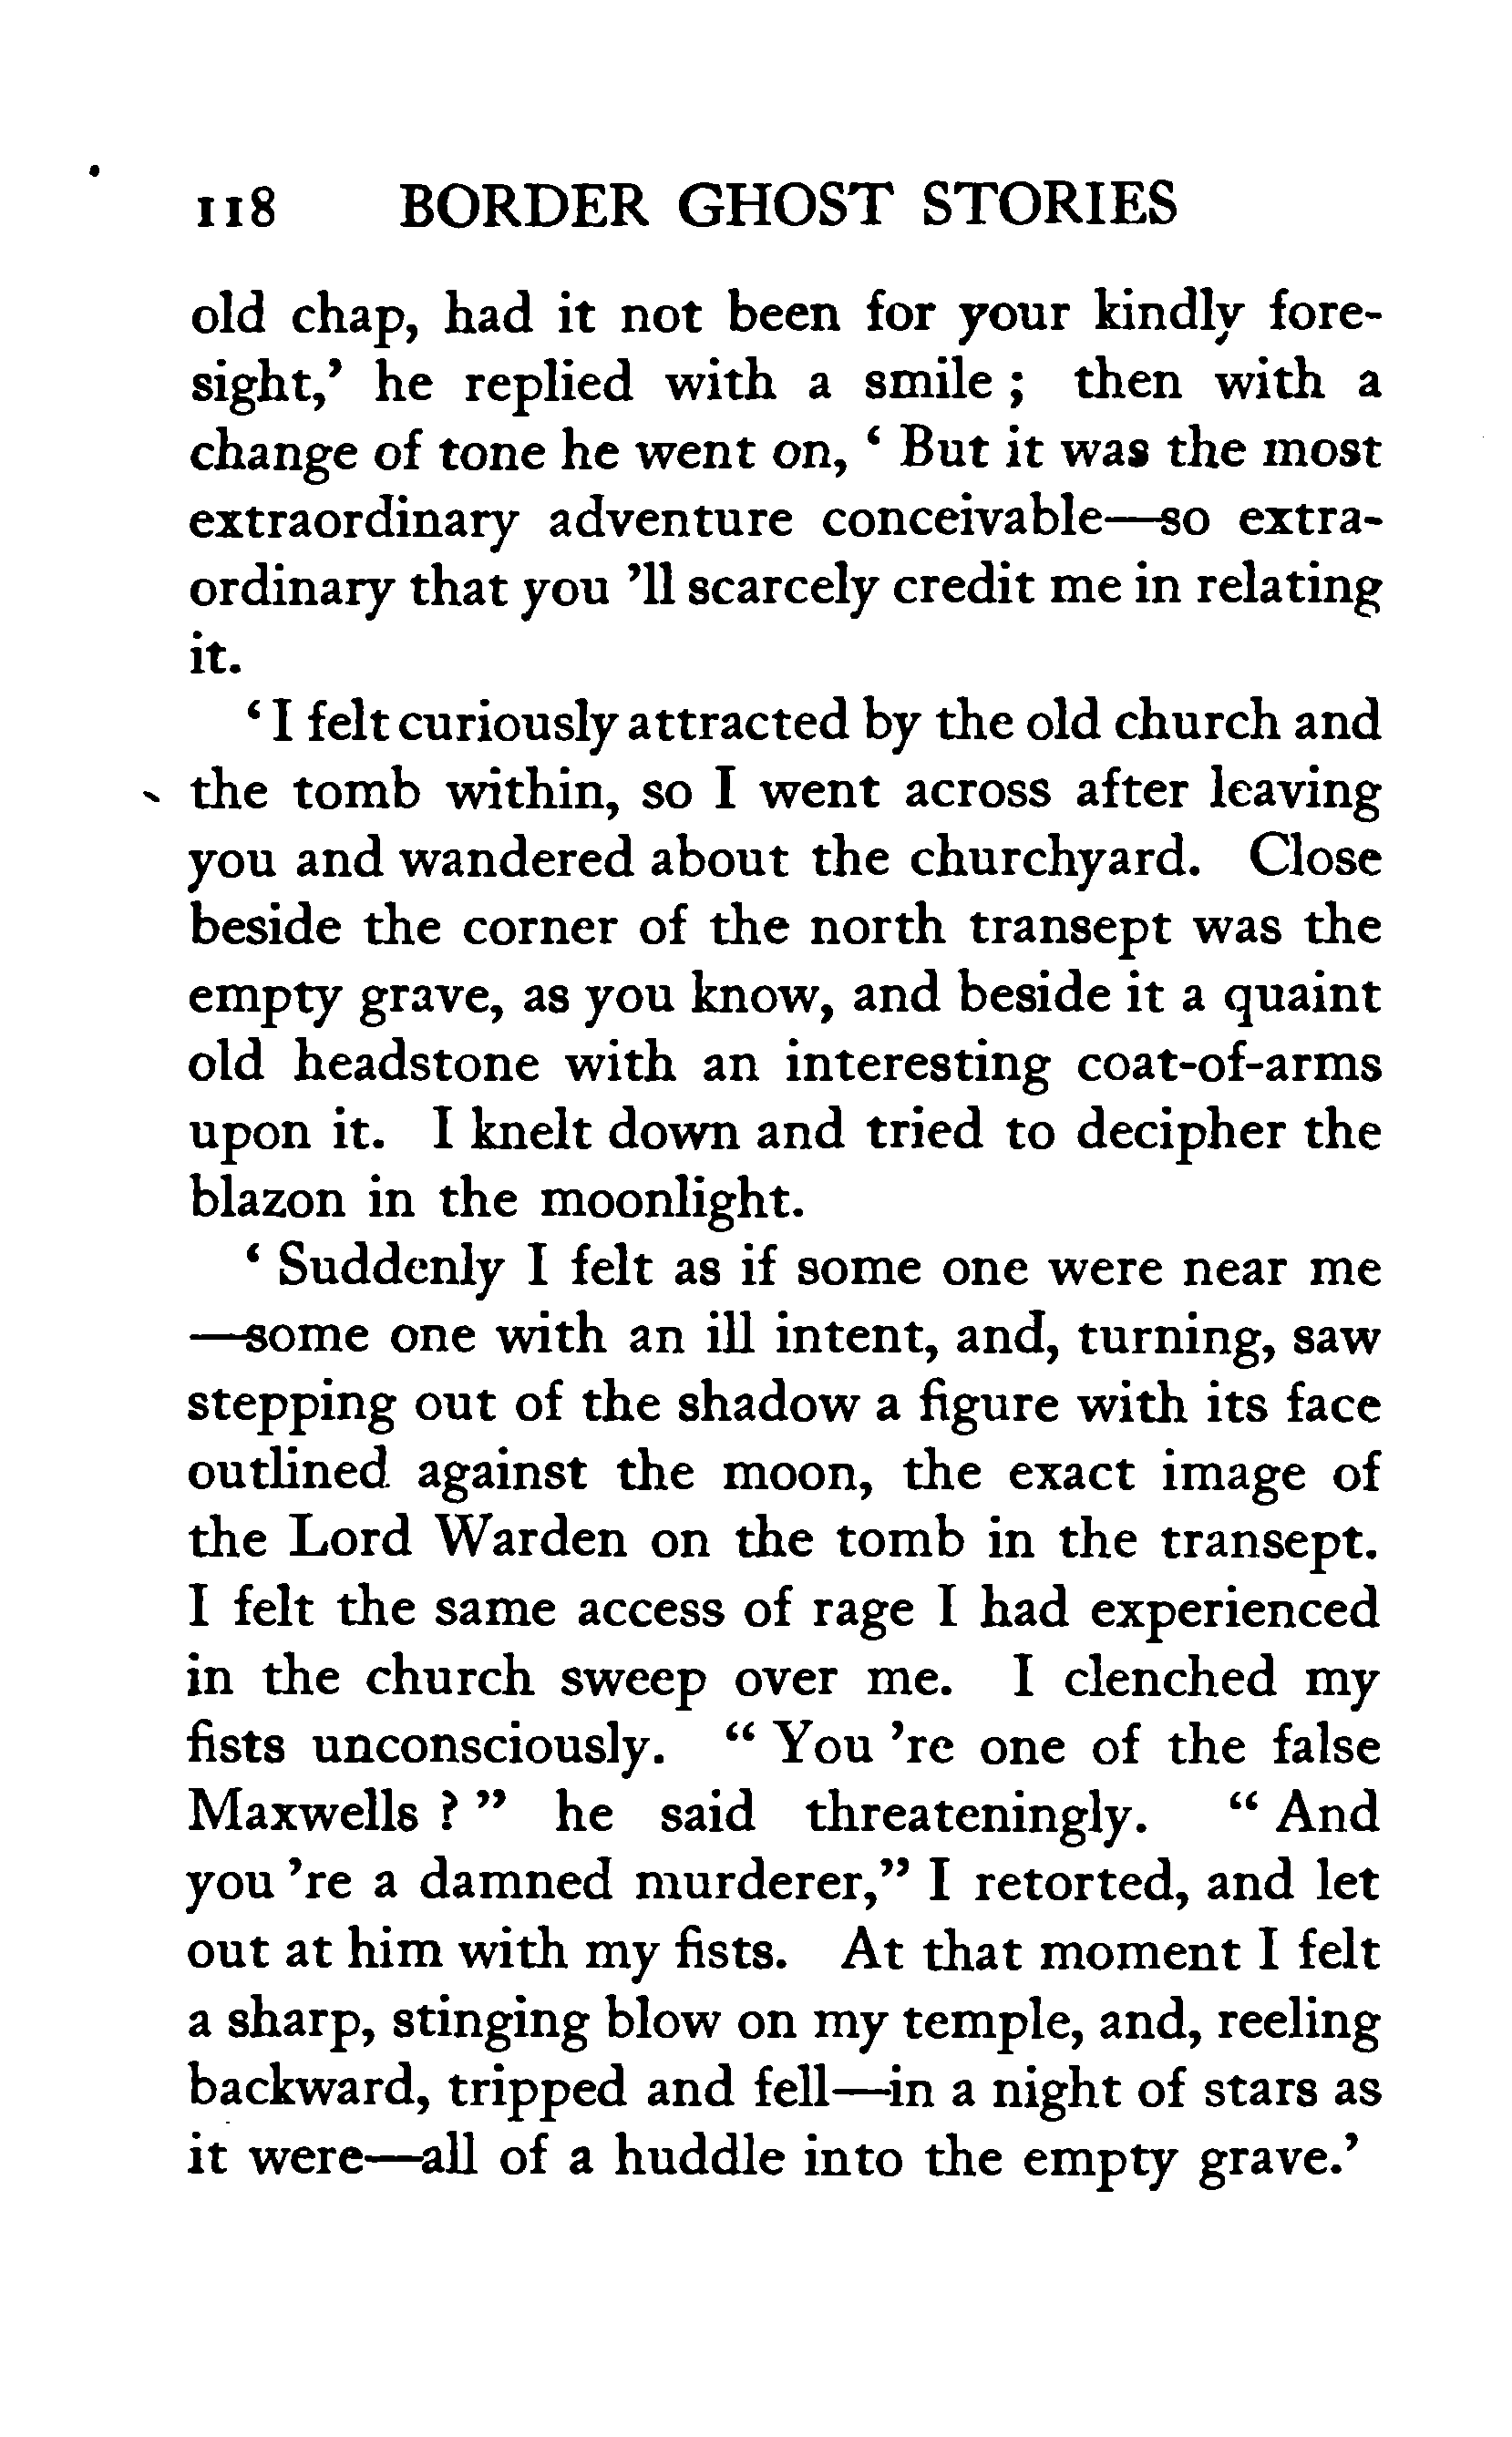 118 BORDER GHOST STORIES
old chap, had it not been for your kindly fore-
sight,' he replied with a smile ; then with a
change of tone he went on, ' But it was the most
extraordinary adventure conceivable—so extra-
ordinary that you 'll scarcely credit me in relating
it.
' I felt curiously attracted by the old church and
the tomb within, so I went across after leaving
you and wandered about the churchyard. Close
beside the corner of the north transept was the
empty grave, as you know, and beside it a quaint
old headstone with an interesting coat-of-arms
upon it. I knelt down and tried to decipher the
blazon in the moonlight.
' Suddenly I felt as if some one were near me
—some one with an ill intent, and, turning, saw
stepping out of the shadow a figure with its face
outlined against the moon, the exact image of
the Lord Warden on the tomb in the transept.
I felt the same access of rage I had experienced
in the church sweep over me. I clenched my
fists unconsciously. " You 're one of the false
Maxwells ? " he said threateningly. " And
you 're a damned murderer," I retorted, and let
out at him with my fists. At that moment I felt
a sharp, stinging blow on my temple, and, reeling
backward, tripped and fell—in a night of stars as
it were—all of a huddle into the empty grave.'